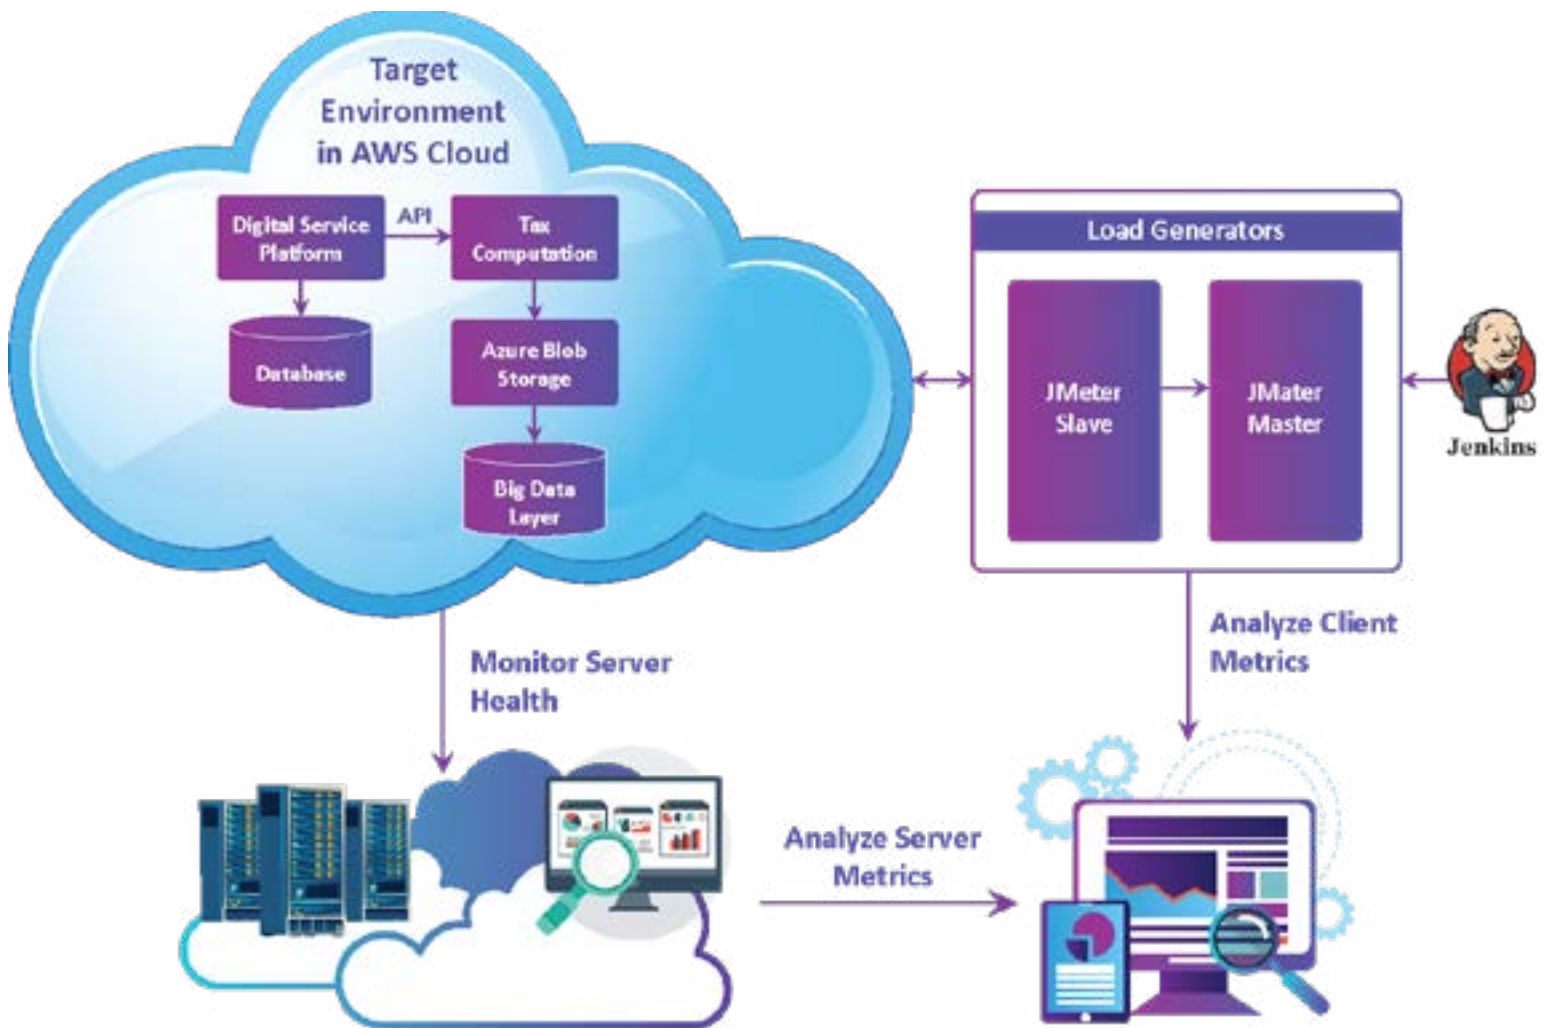 Target
Environment
in AWS Cloud
Digital Service
Platform
API
Tax
Computation
Database
Azure Blob
Storage
Big Data
Layer
Load Generators
JMeter
Slave
JMater
Master
Jenkins
Monitor Server
Health
Analyze Client
Metrics
Analyze Server
Metrics